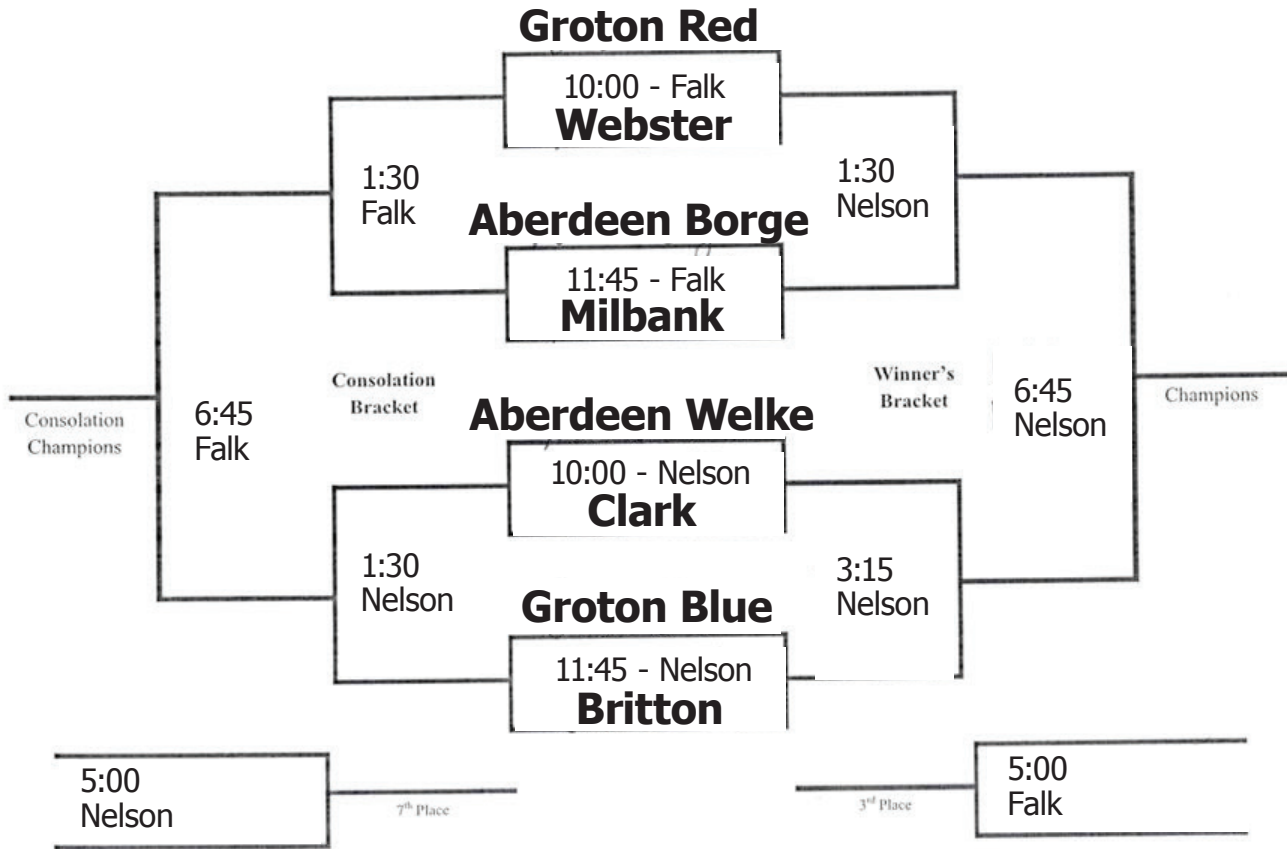 Groton Red
10:00 - Falk
Webster
1:30
Falk
1:30
Nelson
Aberdeen Borge
11:45 - Falk
Milbank
Consolation
Bracket
Winner's
Bracket
Consolation
Champions
6:45
Falk
6:45
Nelson
Champions
Aberdeen Welke
10:00 - Nelson
Clark
1:30
Nelson
3:15
Nelson
Groton Blue
11:45 - Nelson
Britton
5:00
Nelson
7th Place
3rd Place
5:00
Falk